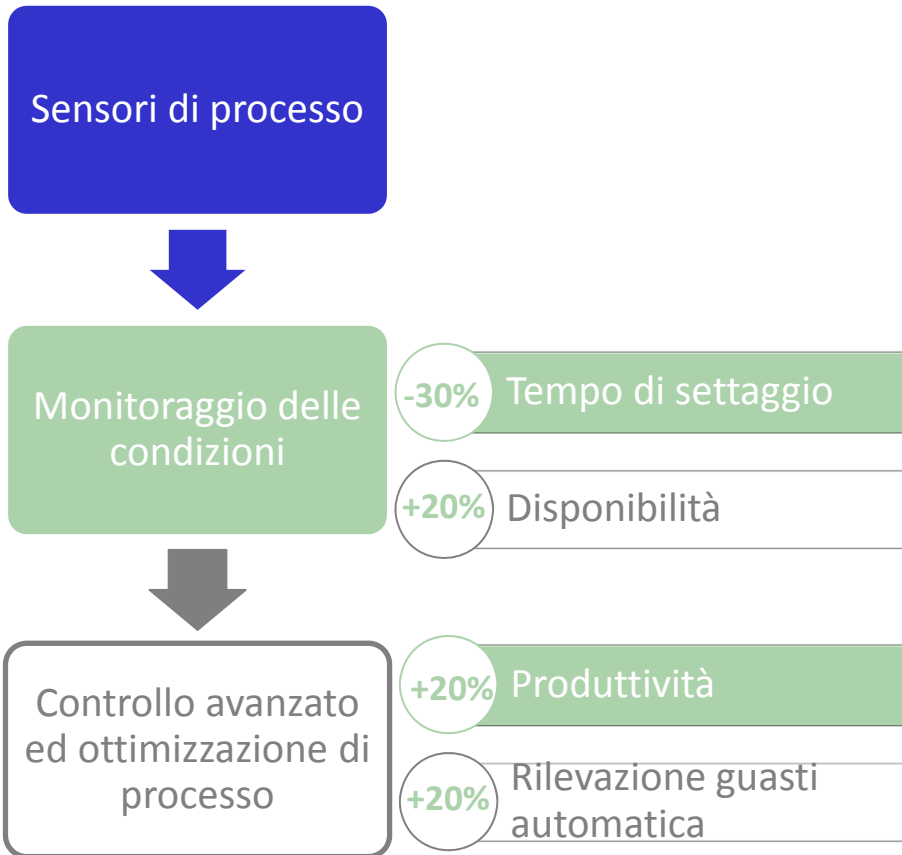 Sensori di processo
Monitoraggio delle
condizioni
-30% Tempo di settaggio
+20% Disponibilità
Controllo avanzato
ed ottimizzazione di
processo
+20% Produttività
+20% Rilevazione guasti
automatica